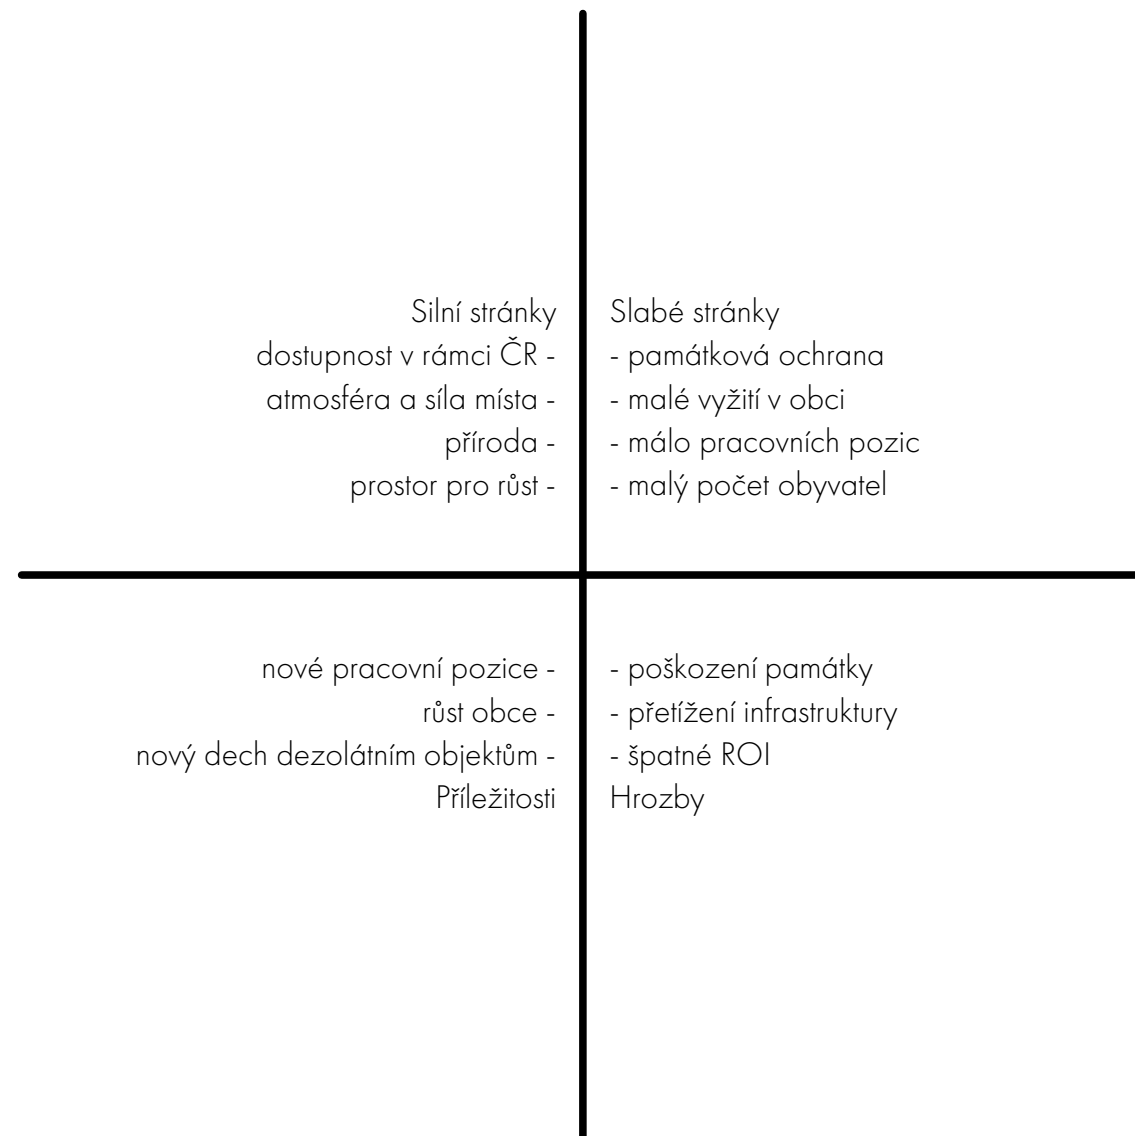 Silní stránky
dostupnost v rámci ČR -
atmosféra a síla místa -
příroda -
prostor pro růst -
Slabé stránky
- památková ochrana
- malé vyžití v obci
- málo pracovních pozic
- malý počet obyvatel
nové pracovní pozice -
růst obce -
nový dech dezolátním objektům -
Příležitosti
- poškození památky
- přetížení infrastruktury
- špatné ROI
Hrozby